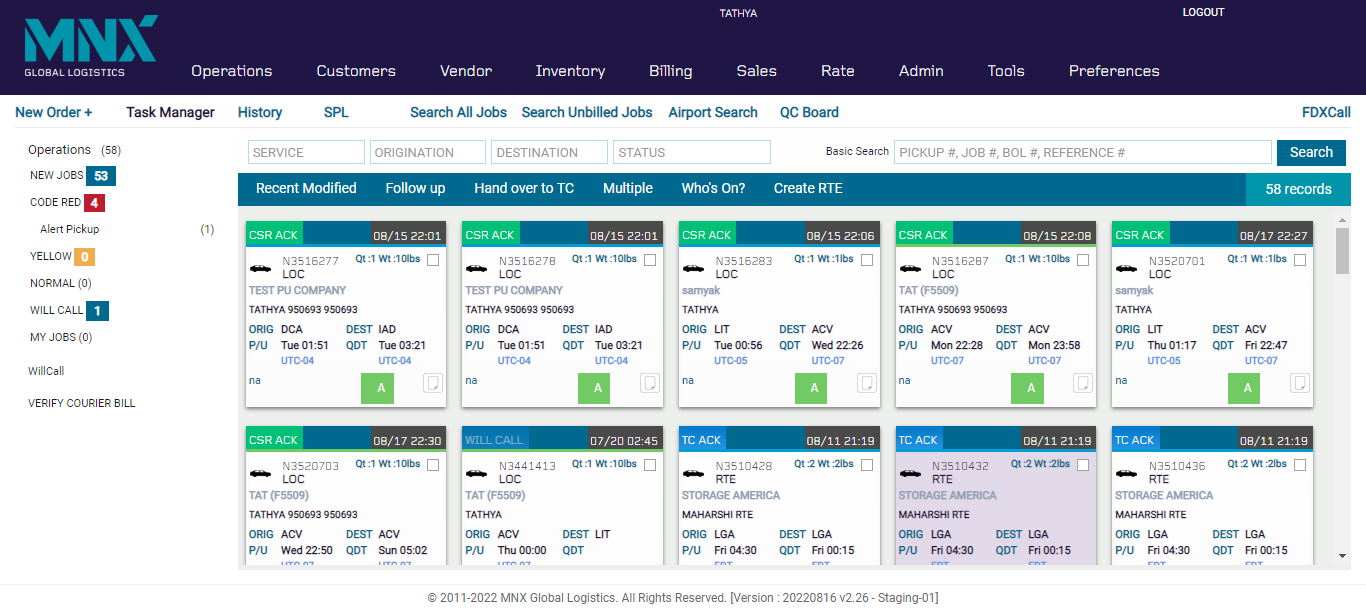 TATHYA LOGOUT
MNX
GLOBAL LOGISTICS
Operations Customers Vendor Inventory Billing Sales Rate Admin Tools Preferences
New Order + Task Manager History SPL Search All Jobs Search Unbilled Jobs Airport Search QC Board FDXCall
Operations (58)
NEW JOBS 53
CODE RED 4
Alert Pickup (1)
YELLOW 0
NORMAL (0)
WILL CALL 1
MY JOBS (0)
WillCall
VERIFY COURIER BILL
SERVICE ORIGINATION DESTINATION STATUS Basic Search PICKUP #, JOB #, BOL #, REFERENCE # Search
Recent Modified Follow up Hand over to TC Multiple Who's On? Create RTE 58 records
CSR ACK 08/15 22:01
N3516277 Qt :1 Wt :10lbs
LOC
TEST PU COMPANY
TATHYA 950693 950693
ORIG DCA DEST IAD
P/U Tue 01:51 QDT Tue 03:21
UTC-04 UTC-04
na A
CSR ACK 08/15 22:01
N3516278 Qt :1 Wt :10lbs
LOC
TEST PU COMPANY
TATHYA 950693 950693
ORIG DCA DEST IAD
P/U Tue 01:51 QDT Tue 03:21
UTC-04 UTC-04
na A
CSR ACK 08/15 22:06
N3516283 Qt :1 Wt :1lbs
LOC
samyak
TATHYA
ORIG LIT DEST ACV
P/U Tue 00:56 QDT Wed 22:26
UTC-05 UTC-07
na A
CSR ACK 08/15 22:08
N3516287 Qt :1 Wt :10lbs
LOC
TAT (F5509)
TATHYA 950693 950693
ORIG ACV DEST ACV
P/U Mon 22:28 QDT Mon 23:58
UTC-07 UTC-07
na A
CSR ACK 08/17 22:27
N3520701 Qt :1 Wt :1lbs
LOC
samyak
TATHYA
ORIG LIT DEST ACV
P/U Thu 01:17 QDT Fri 22:47
UTC-05 UTC-07
na A
CSR ACK 08/17 22:30
N3520703 Qt :1 Wt :10lbs
LOC
TAT (F5509)
TATHYA 950693 950693
ORIG ACV DEST ACV
P/U Wed 22:50 QDT Sun 05:02
UTC-07 UTC-07
WILL CALL 07/20 02:45
N3441413 Qt :1 Wt :10lbs
LOC
TAT (F5509)
TATHYA
ORIG ACV DEST LIT
P/U Thu 00:00 QDT
UTC-07
TC ACK 08/11 21:19
N3510428 Qt :2 Wt :2lbs
RTE
STORAGE AMERICA
MAHARSHI RTE
ORIG LGA DEST LGA
P/U Fri 04:30 QDT Fri 00:15
EDT EDT
TC ACK 08/11 21:19
N3510432 Qt :2 Wt :2lbs
RTE
STORAGE AMERICA
MAHARSHI RTE
ORIG LGA DEST LGA
P/U Fri 04:30 QDT Fri 00:15
EDT EDT
TC ACK 08/11 21:19
N3510436 Qt :2 Wt :2lbs
RTE
STORAGE AMERICA
MAHARSHI RTE
ORIG LGA DEST LGA
P/U Fri 04:30 QDT Fri 00:15
EDT EDT
© 2011-2022 MNX Global Logistics. All Rights Reserved. [Version : 20220816 v2.26 - Staging-01]